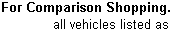 For Comparison Shopping.
all vehicles listed as